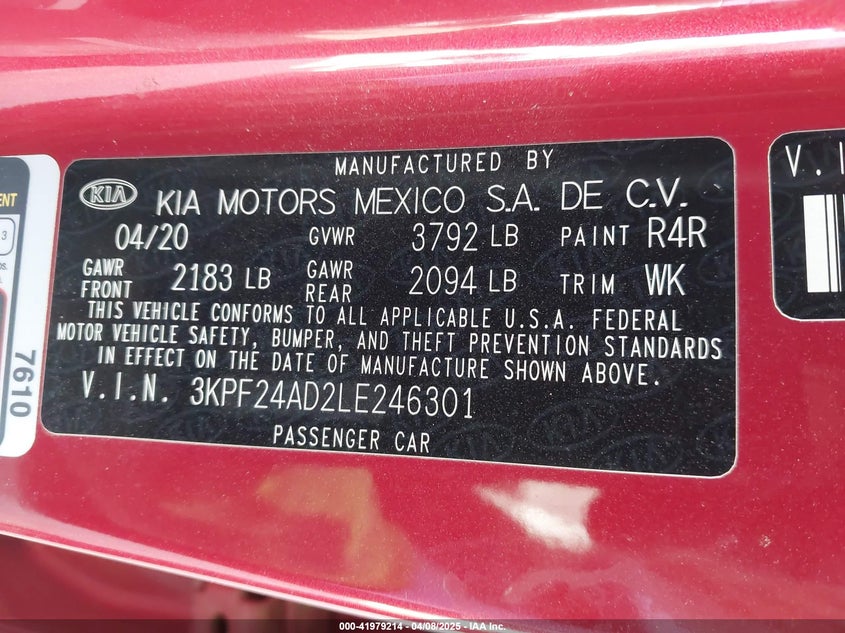 MANUFACTURED BY
KIA KIA MOTORS MEXICO S.A. DE C.V.
04/20 GVWR 3792 LB PAINT R4R
GAWR FRONT 2183 LB GAWR REAR 2094 LB TRIM WK
THIS VEHICLE CONFORMS TO ALL APPLICABLE U.S.A. FEDERAL
MOTOR VEHICLE SAFETY, BUMPER, AND THEFT PREVENTION STANDARDS
IN EFFECT ON THE DATE OF MANUFACTURE SHOWN ABOVE.
V.I.N. 3KPF24AD2LE246301
PASSENGER CAR
7610
V.I
000-41979214 - 04/08/2025 - IAA Inc.